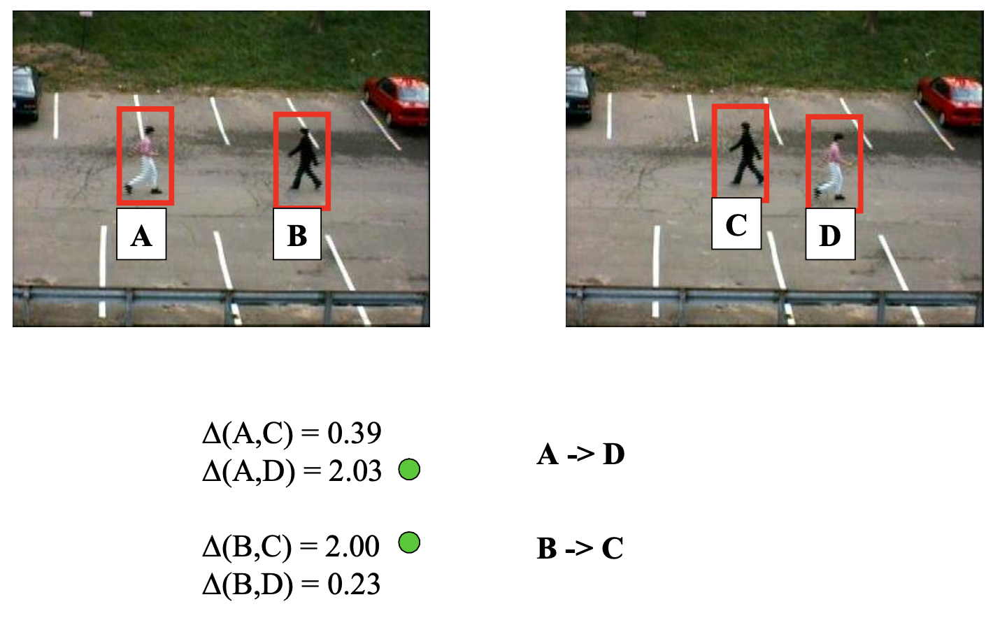 A
B
C
D
Δ(A,C) = 0.39
Δ(A,D) = 2.03
A -> D
Δ(B,C) = 2.00
B -> C
Δ(B,D) = 0.23